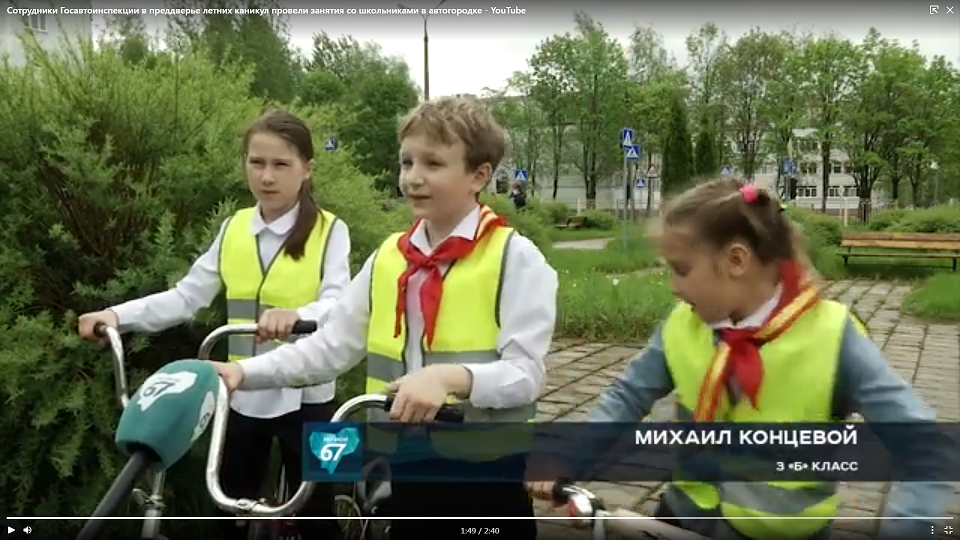 Сотрудники Госавтоинспекции в преддверье летних каникул провели занятия со школьниками в автогородке - YouTube
67
РЕГИОН
67
МИХАИЛ КОНЦЕВОЙ
3 «Б» КЛАСС
1:49 / 2:40